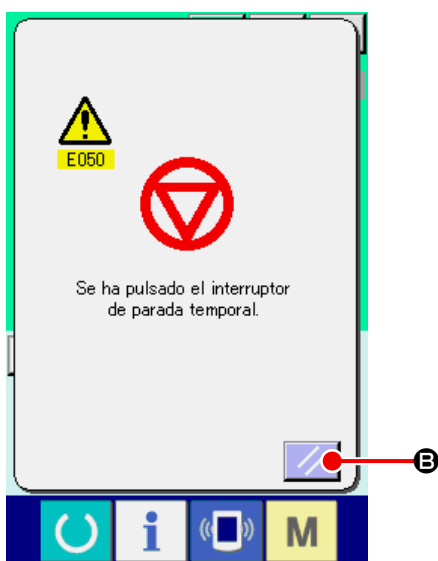 E050
Se ha pulsado el interruptor
de parada temporal.
B
i
M